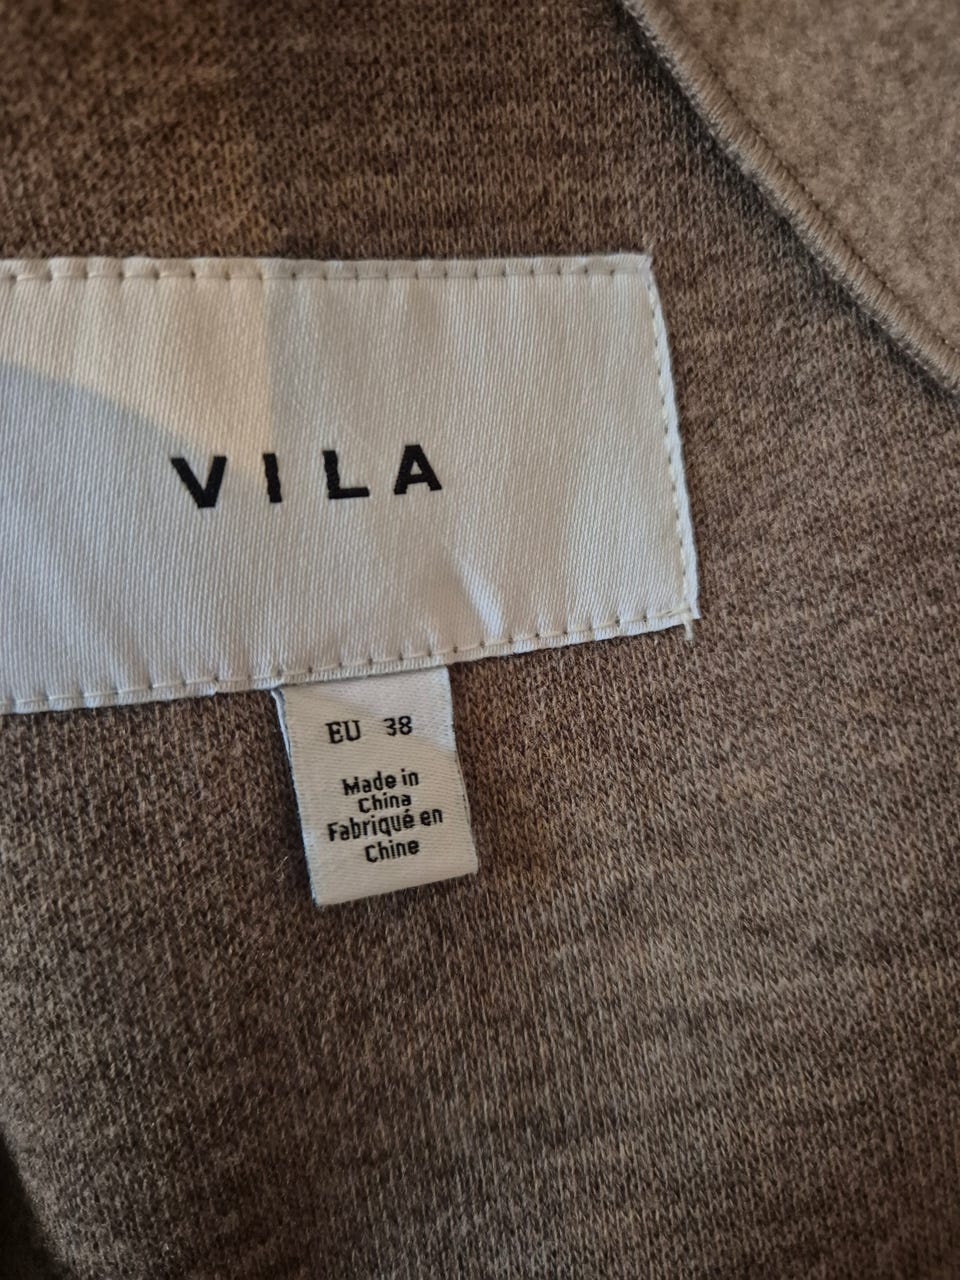 VILA
EU 38
Made in
China
Fabriqué en
Chine